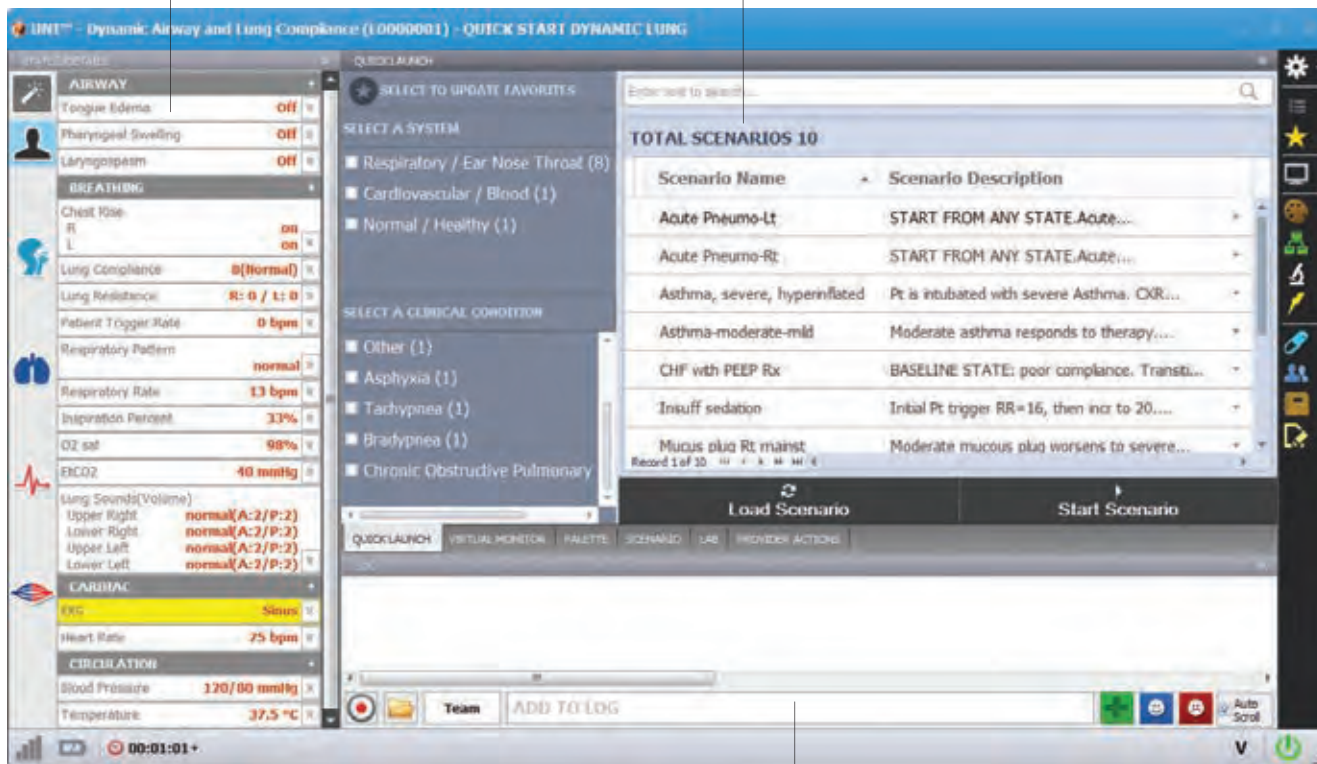 UNI™ - Dynamic Airway and Lung Compliance (L0000001) - QUICK START DYNAMIC LUNG
STATUS/DETAILS
AIRWAY
Tongue Edema Off
Pharyngeal Swelling Off
Laryngospasm Off
BREATHING
Chest Rise
R on
L on
Lung Compliance 0(Normal)
Lung Resistance R: 0 / L: 0
Patient Trigger Rate 0 bpm
Respiratory Pattern
normal
Respiratory Rate 13 bpm
Inspiration Percent 33%
O2 sat 98%
EtCO2 40 mmHg
Lung Sounds(Volume)
Upper Right normal(A:2/P:2)
Lower Right normal(A:2/P:2)
Upper Left normal(A:2/P:2)
Lower Left normal(A:2/P:2)
CARDIAC
EKG Sinus
Heart Rate 75 bpm
CIRCULATION
Blood Pressure 120/80 mmHg
Temperature 37.5 °C
QUICKLAUNCH
SELECT TO UPDATE FAVORITES
SELECT A SYSTEM
Respiratory / Ear Nose Throat (8)
Cardiovascular / Blood (1)
Normal / Healthy (1)
SELECT A CLINICAL CONDITION
Other (1)
Asphyxia (1)
Tachypnea (1)
Bradypnea (1)
Chronic Obstructive Pulmonary
Enter text to search...
TOTAL SCENARIOS 10
Scenario Name Scenario Description
Acute Pneumo-Lt START FROM ANY STATE.Acute...
Acute Pneumo-Rt START FROM ANY STATE.Acute...
Asthma, severe, hyperinflated Pt is intubated with severe Asthma. CXR...
Asthma-moderate-mild Moderate asthma responds to therapy....
CHF with PEEP Rx BASELINE STATE: poor compliance. Transiti...
Insuff sedation Intial Pt trigger RR=16, then incr to 20.....
Mucus plug Rt mainst Moderate mucous plug worsens to severe...
Record 1 of 10
Load Scenario Start Scenario
QUICKLAUNCH VIRTUAL MONITOR PALETTE SCENARIO LAB PROVIDER ACTIONS
LOG
Team ADD TO LOG Auto Scroll
00:01:01+ V